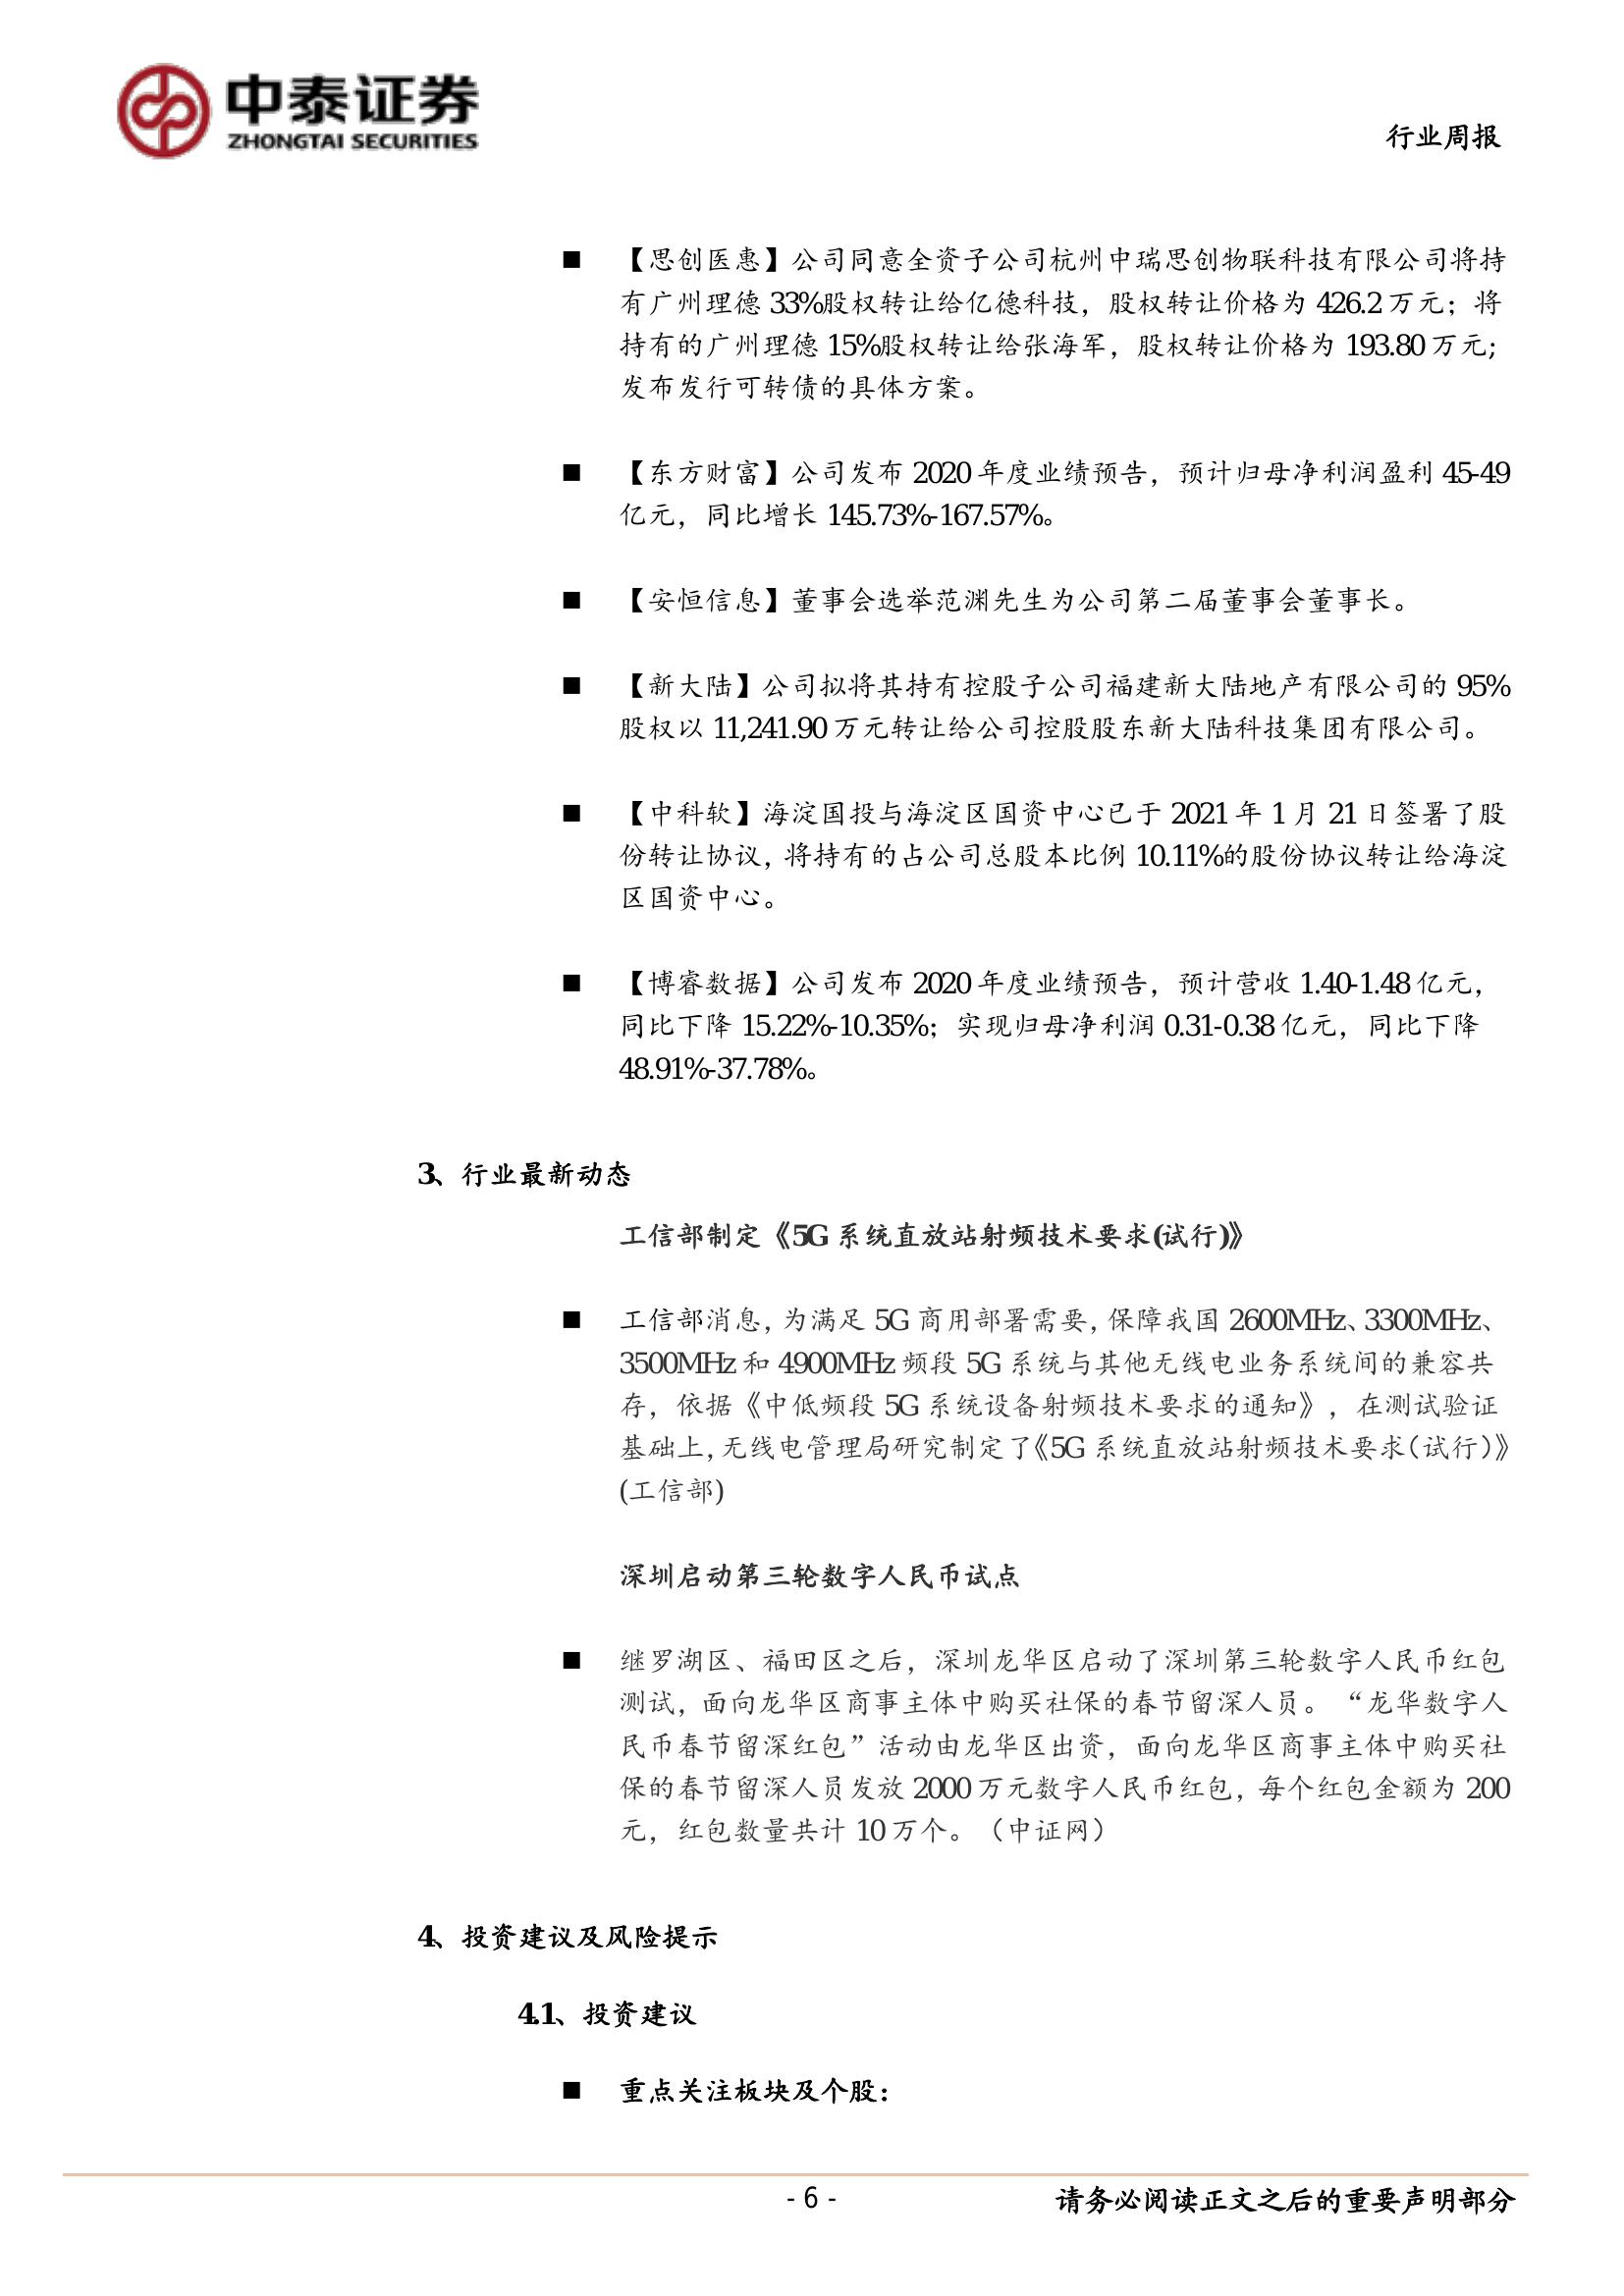 中泰证券
ZHONGTAI SECURITIES
行业周报
■ 【思创医惠】公司同意全资子公司杭州中瑞思创物联科技有限公司将持
有广州理德 33%股权转让给亿德科技，股权转让价格为 426.2 万元；将
持有的广州理德 15%股权转让给张海军，股权转让价格为 193.80 万元；
发布发行可转债的具体方案。
■ 【东方财富】公司发布 2020 年度业绩预告，预计归母净利润盈利 45-49
亿元，同比增长 145.73%-167.57%。
■ 【安恒信息】董事会选举范渊先生为公司第二届董事会董事长。
■ 【新大陆】公司拟将其持有控股子公司福建新大陆地产有限公司的 95%
股权以 11,241.90 万元转让给公司控股股东新大陆科技集团有限公司。
■ 【中科软】海淀国投与海淀区国资中心已于 2021 年 1 月 21 日签署了股
份转让协议，将持有的占公司总股本比例 10.11%的股份协议转让给海淀
区国资中心。
■ 【博睿数据】公司发布 2020 年度业绩预告，预计营收 1.40-1.48 亿元，
同比下降 15.22%-10.35%；实现归母净利润 0.31-0.38 亿元，同比下降
48.91%-37.78%。
3、行业最新动态
工信部制定《5G 系统直放站射频技术要求(试行)》
■ 工信部消息，为满足 5G 商用部署需要，保障我国 2600MHz、3300MHz、
3500MHz 和 4900MHz 频段 5G 系统与其他无线电业务系统间的兼容共
存，依据《中低频段 5G 系统设备射频技术要求的通知》，在测试验证
基础上，无线电管理局研究制定了《5G 系统直放站射频技术要求（试行）》
(工信部)
深圳启动第三轮数字人民币试点
■ 继罗湖区、福田区之后，深圳龙华区启动了深圳第三轮数字人民币红包
测试，面向龙华区商事主体中购买社保的春节留深人员。 “龙华数字人
民币春节留深红包”活动由龙华区出资，面向龙华区商事主体中购买社
保的春节留深人员发放 2000 万元数字人民币红包，每个红包金额为 200
元，红包数量共计 10 万个。（中证网）
4、投资建议及风险提示
4.1、投资建议
■ 重点关注板块及个股：
- 6 -
请务必阅读正文之后的重要声明部分